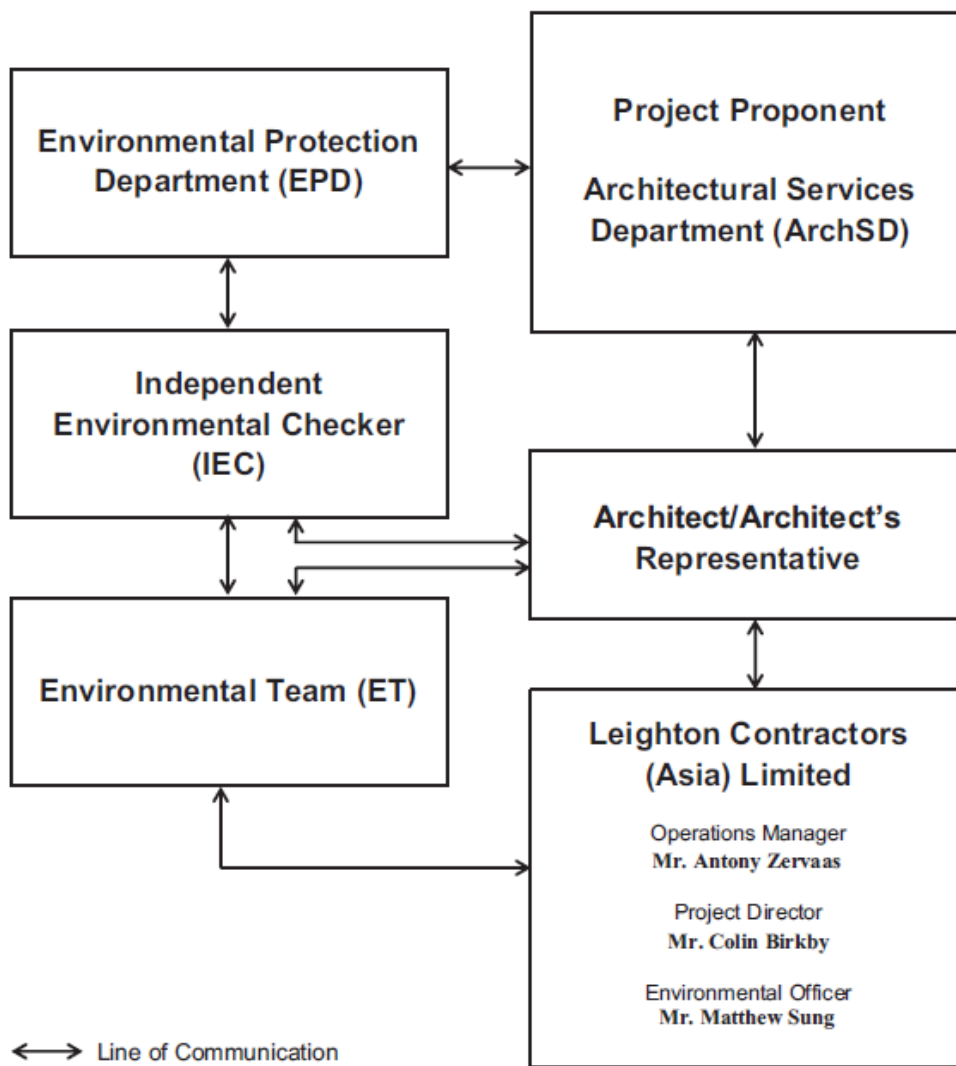 Environmental Protection
Department (EPD)
Project Proponent
Architectural Services
Department (ArchSD)
Independent
Environmental Checker
(IEC)
Architect/Architect's
Representative
Environmental Team (ET)
Leighton Contractors
(Asia) Limited
Operations Manager
Mr. Antony Zervaas
Project Director
Mr. Colin Birkby
Environmental Officer
Mr. Matthew Sung
Line of Communication